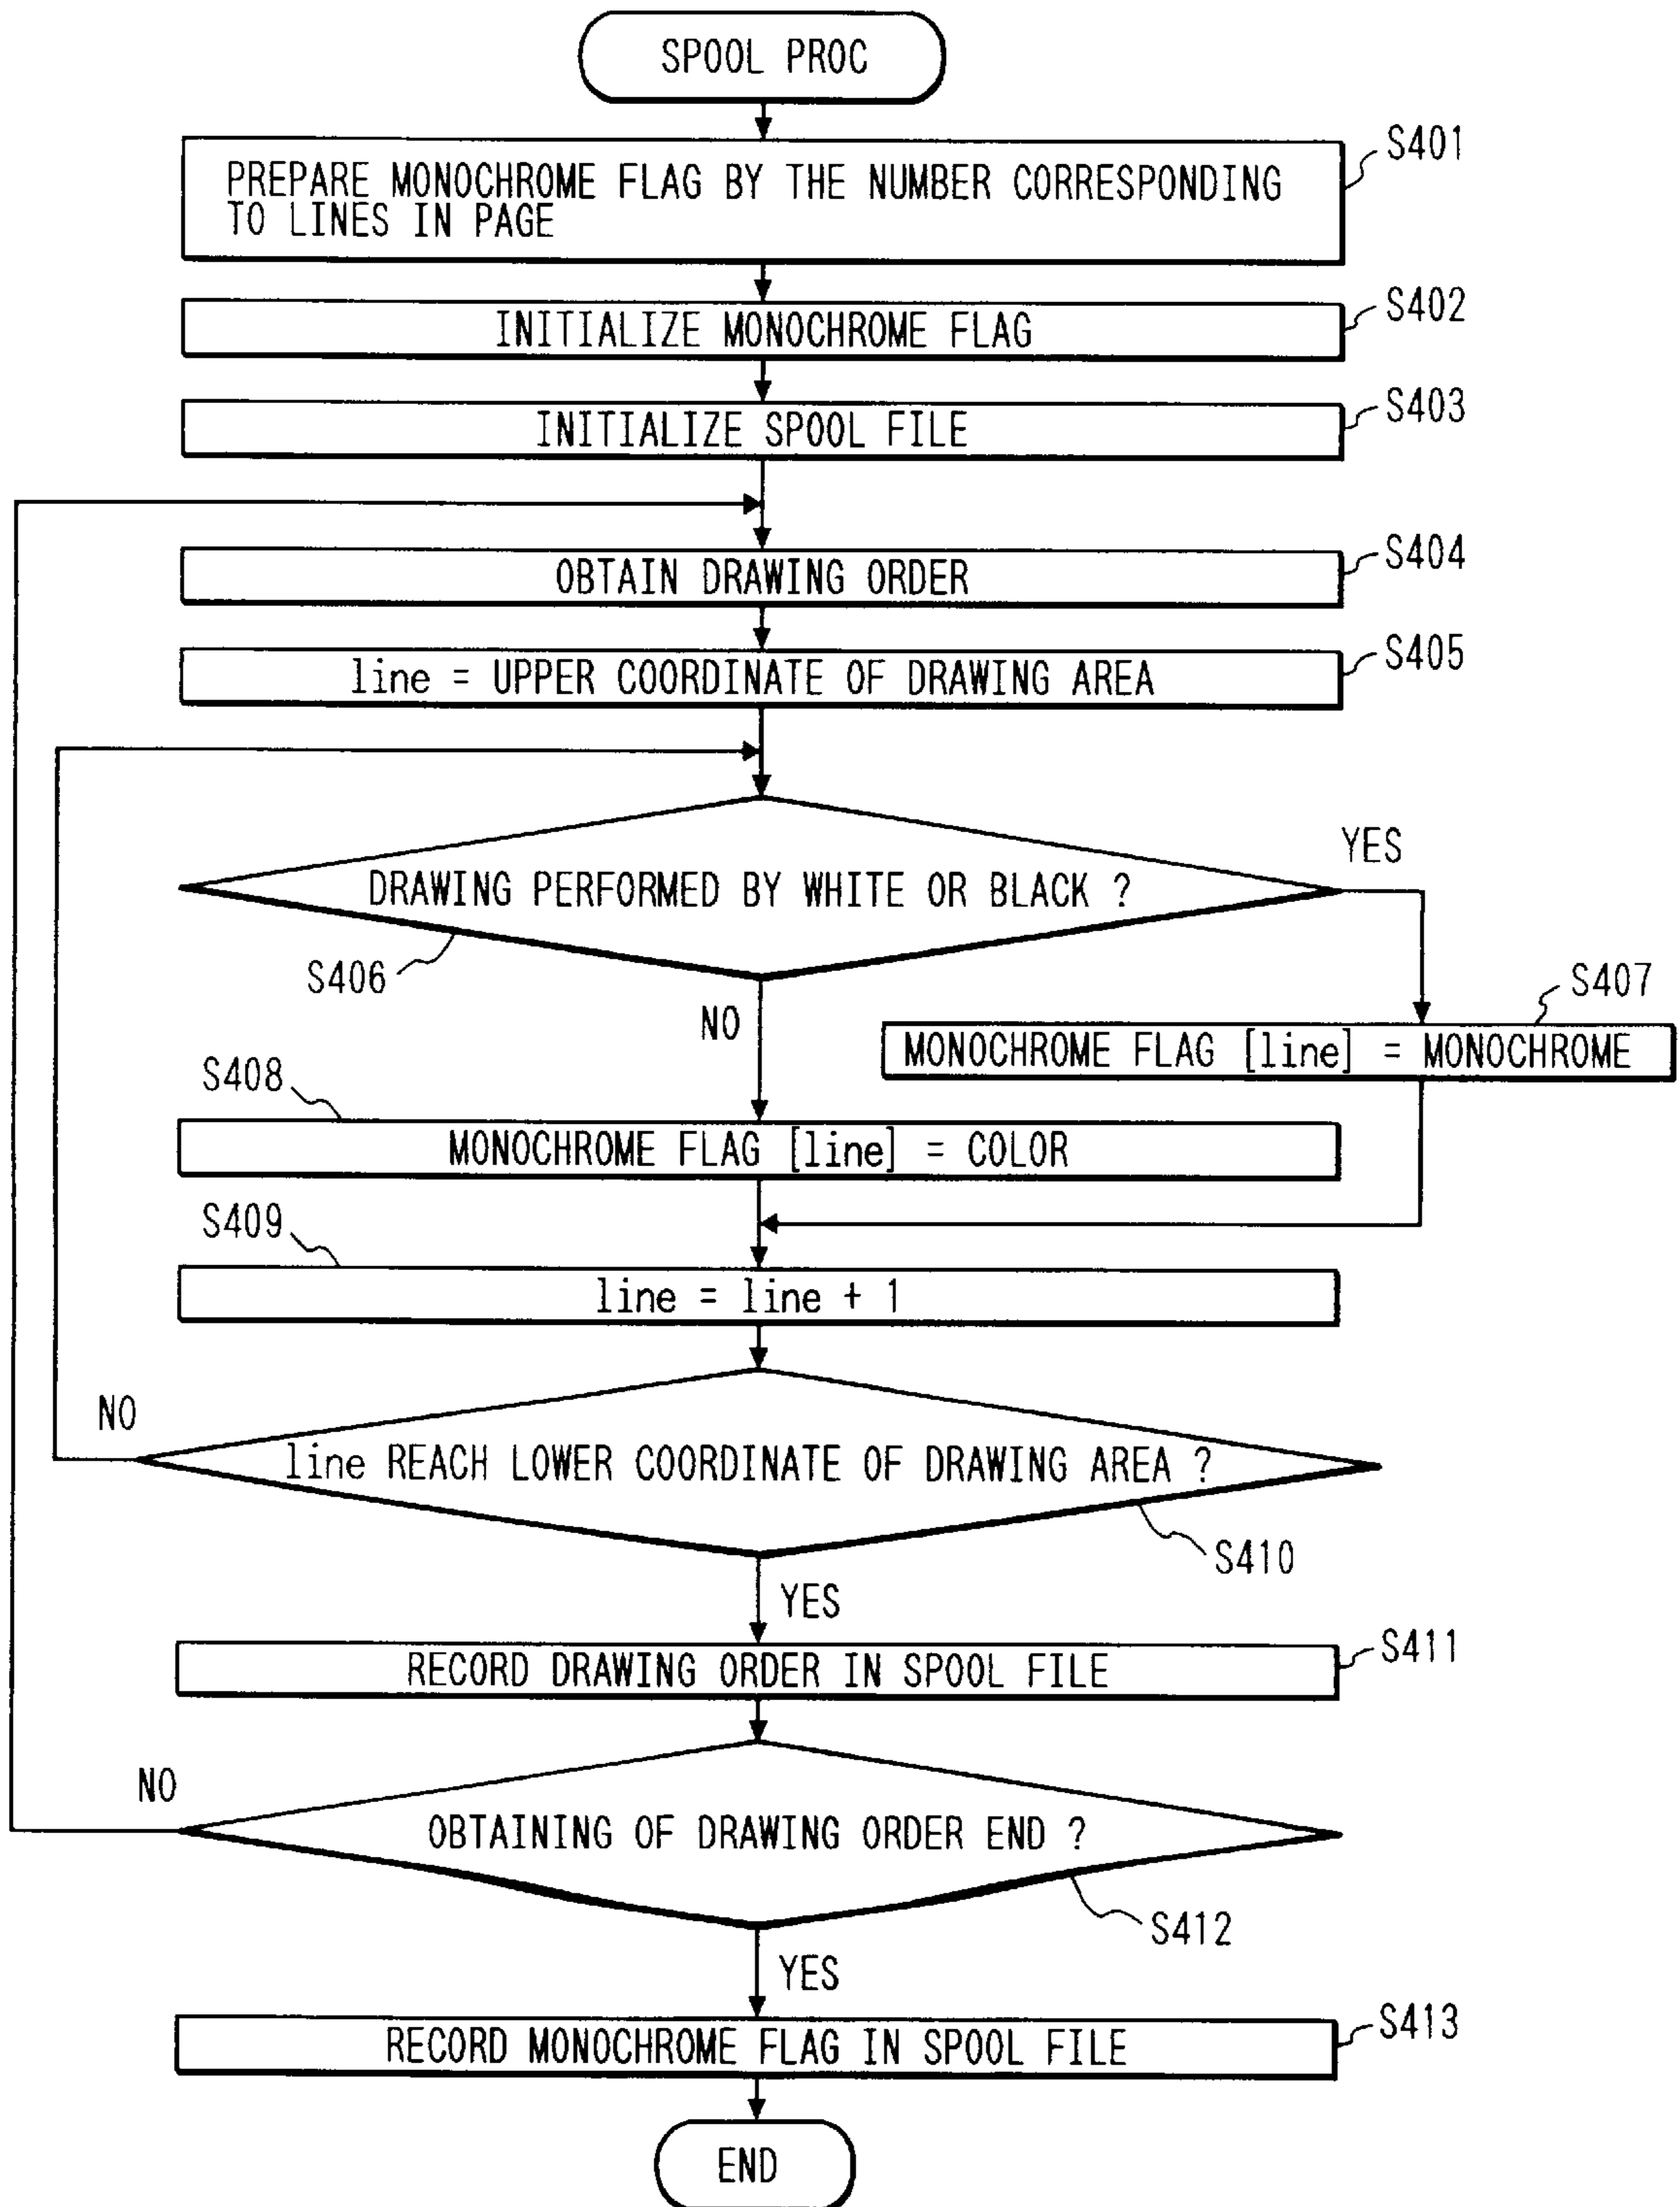 SPOOL PROC
S401
PREPARE MONOCHROME FLAG BY THE NUMBER CORRESPONDING
TO LINES IN PAGE
S402
INITIALIZE MONOCHROME FLAG
S403
INITIALIZE SPOOL FILE
S404
OBTAIN DRAWING ORDER
S405
line = UPPER COORDINATE OF DRAWING AREA
YES
DRAWING PERFORMED BY WHITE OR BLACK ?
S406
NO
S407
MONOCHROME FLAG [line] = MONOCHROME
S408
MONOCHROME FLAG [line] = COLOR
S409
line = line + 1
NO
line REACH LOWER COORDINATE OF DRAWING AREA ?
S410
YES
S411
RECORD DRAWING ORDER IN SPOOL FILE
NO
OBTAINING OF DRAWING ORDER END ?
S412
YES
S413
RECORD MONOCHROME FLAG IN SPOOL FILE
END